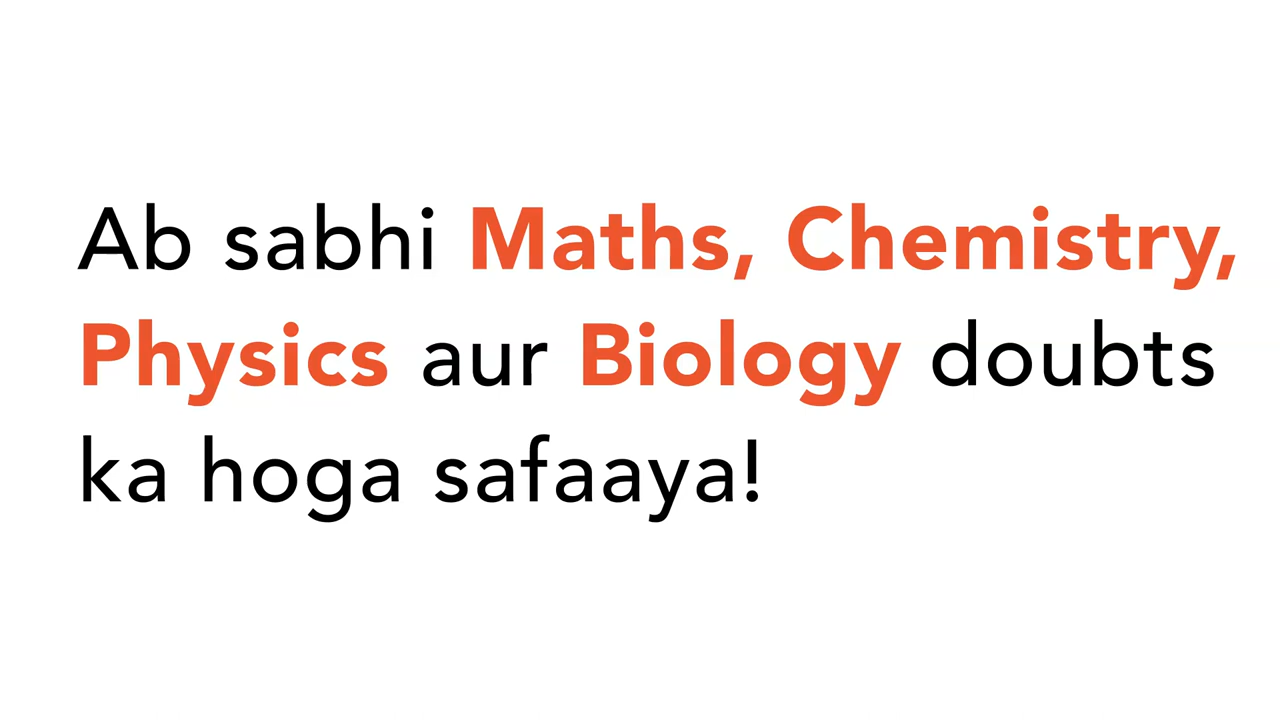 Ab sabhi Maths, Chemistry,
Physics aur Biology doubts
ka hoga safaaya!